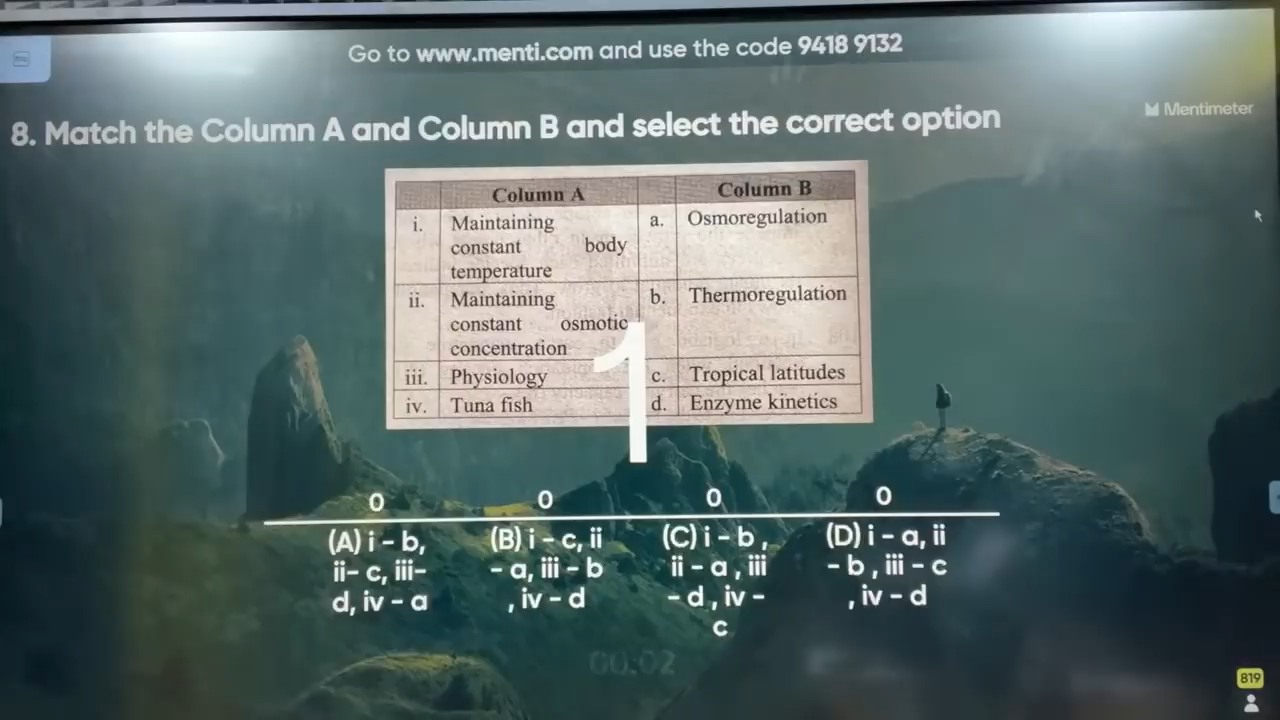 Go to www.menti.com and use the code 9418 9132
Mentimeter
8. Match the Column A and Column B and select the correct option
Column A Column B
i. Maintaining constant body temperature a. Osmoregulation
ii. Maintaining constant osmotic concentration b. Thermoregulation
iii. Physiology c. Tropical latitudes
iv. Tuna fish d. Enzyme kinetics
1
0 0 0 0
(A) i – b, ii– c, iii– d, iv – a
(B) i – c, ii – a, iii – b , iv – d
(C) i – b , ii – a , iii – d , iv – c
(D) i – a, ii – b , iii – c , iv – d
00:02
819